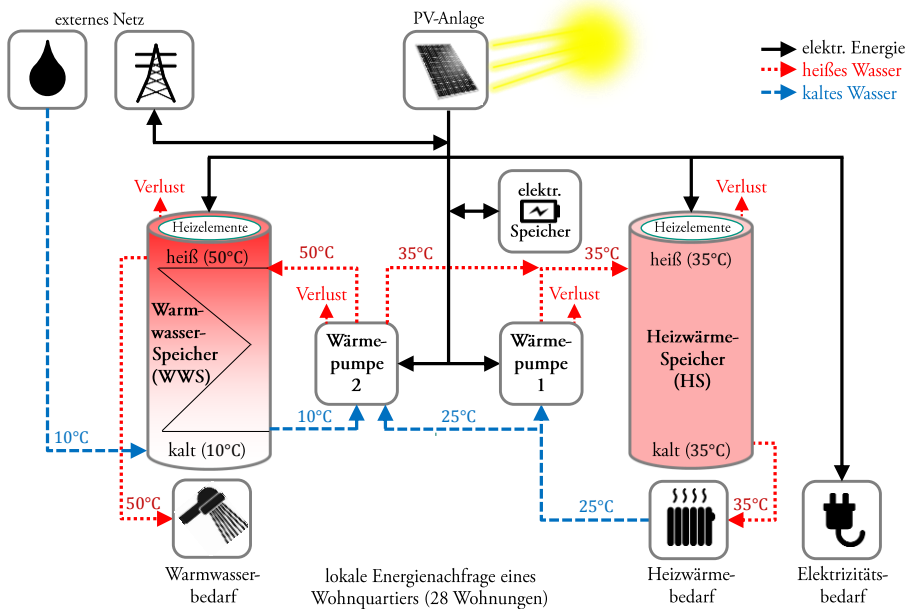 externes Netz
PV-Anlage
elektr. Energie
heißes Wasser
kaltes Wasser
Verlust
elektr.
Speicher
Verlust
Heizelemente
Heizelemente
heiß (50°C)
50°C
35°C
35°C
heiß (35°C)
Verlust
Verlust
Warm-
wasser-
Speicher
(WWS)
Wärme-
pumpe
2
Wärme-
pumpe
1
Heizwärme-
Speicher
(HS)
10°C
kalt (10°C)
10°C
25°C
kalt (35°C)
50°C
25°C
35°C
Warmwasser-
bedarf
lokale Energienachfrage eines
Wohnquartiers (28 Wohnungen)
Heizwärme-
bedarf
Elektrizitäts-
bedarf